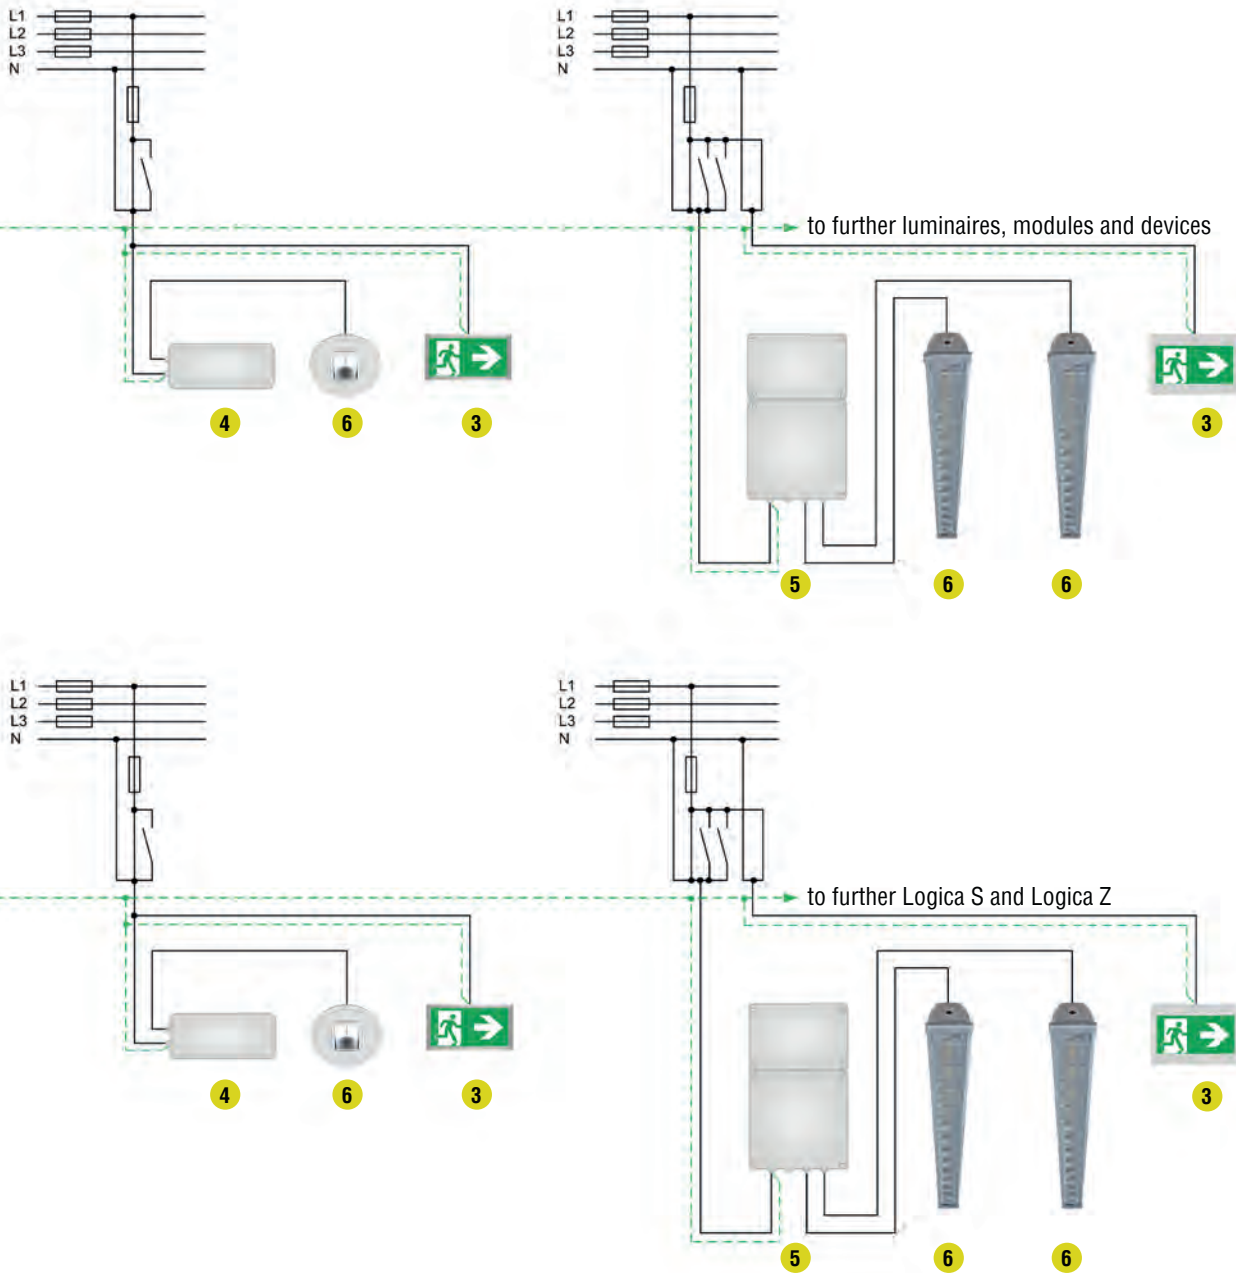 L1
L2
L3
N
L1
L2
L3
N
to further luminaires, modules and devices
4
6
3
3
5
6
6
L1
L2
L3
N
L1
L2
L3
N
to further Logica S and Logica Z
4
6
3
3
5
6
6